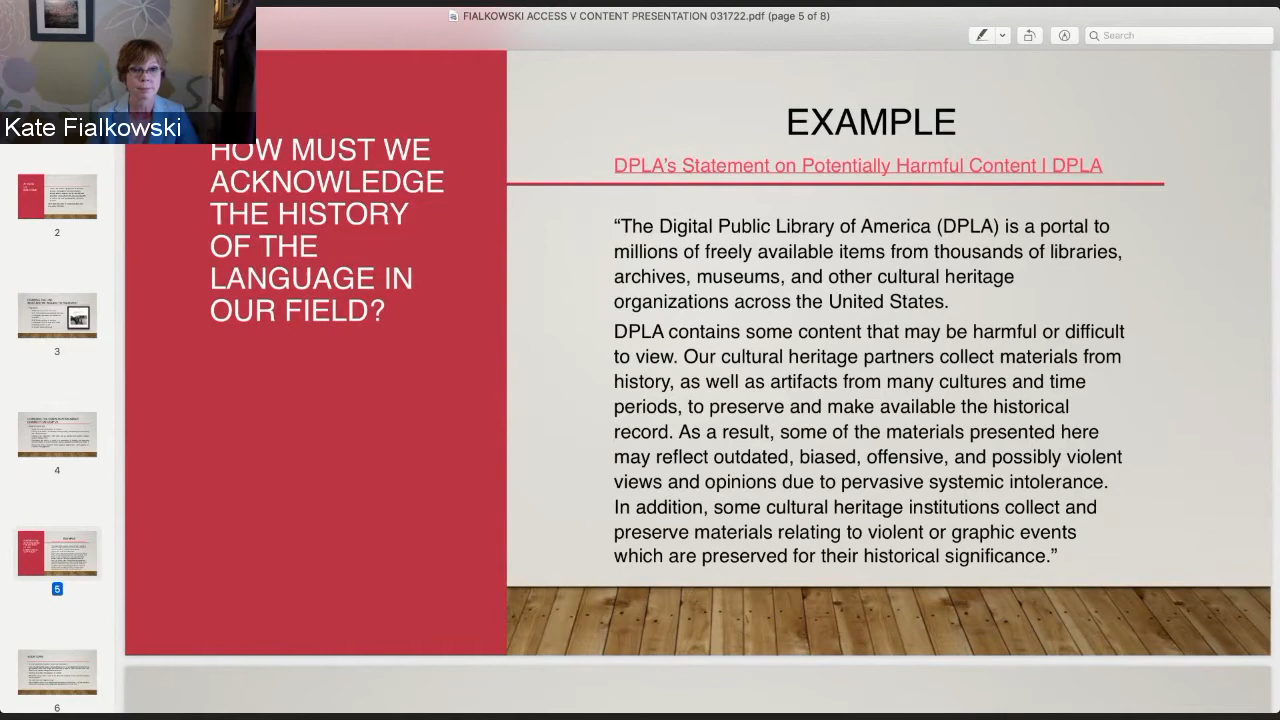 FIALKOWSKI ACCESS V CONTENT PRESENTATION 031722.pdf (page 5 of 8)
Search
Kate Fialkowski
HOW MUST WE
ACKNOWLEDGE
THE HISTORY
OF THE
LANGUAGE IN
OUR FIELD?
EXAMPLE
DPLA's Statement on Potentially Harmful Content | DPLA
“The Digital Public Library of America (DPLA) is a portal to
millions of freely available items from thousands of libraries,
archives, museums, and other cultural heritage
organizations across the United States.
DPLA contains some content that may be harmful or difficult
to view. Our cultural heritage partners collect materials from
history, as well as artifacts from many cultures and time
periods, to preserve and make available the historical
record. As a result, some of the materials presented here
may reflect outdated, biased, offensive, and possibly violent
views and opinions due to pervasive systemic intolerance.
In addition, some cultural heritage institutions collect and
preserve materials relating to violent or graphic events
which are preserved for their historical significance.”
2
3
4
5
6